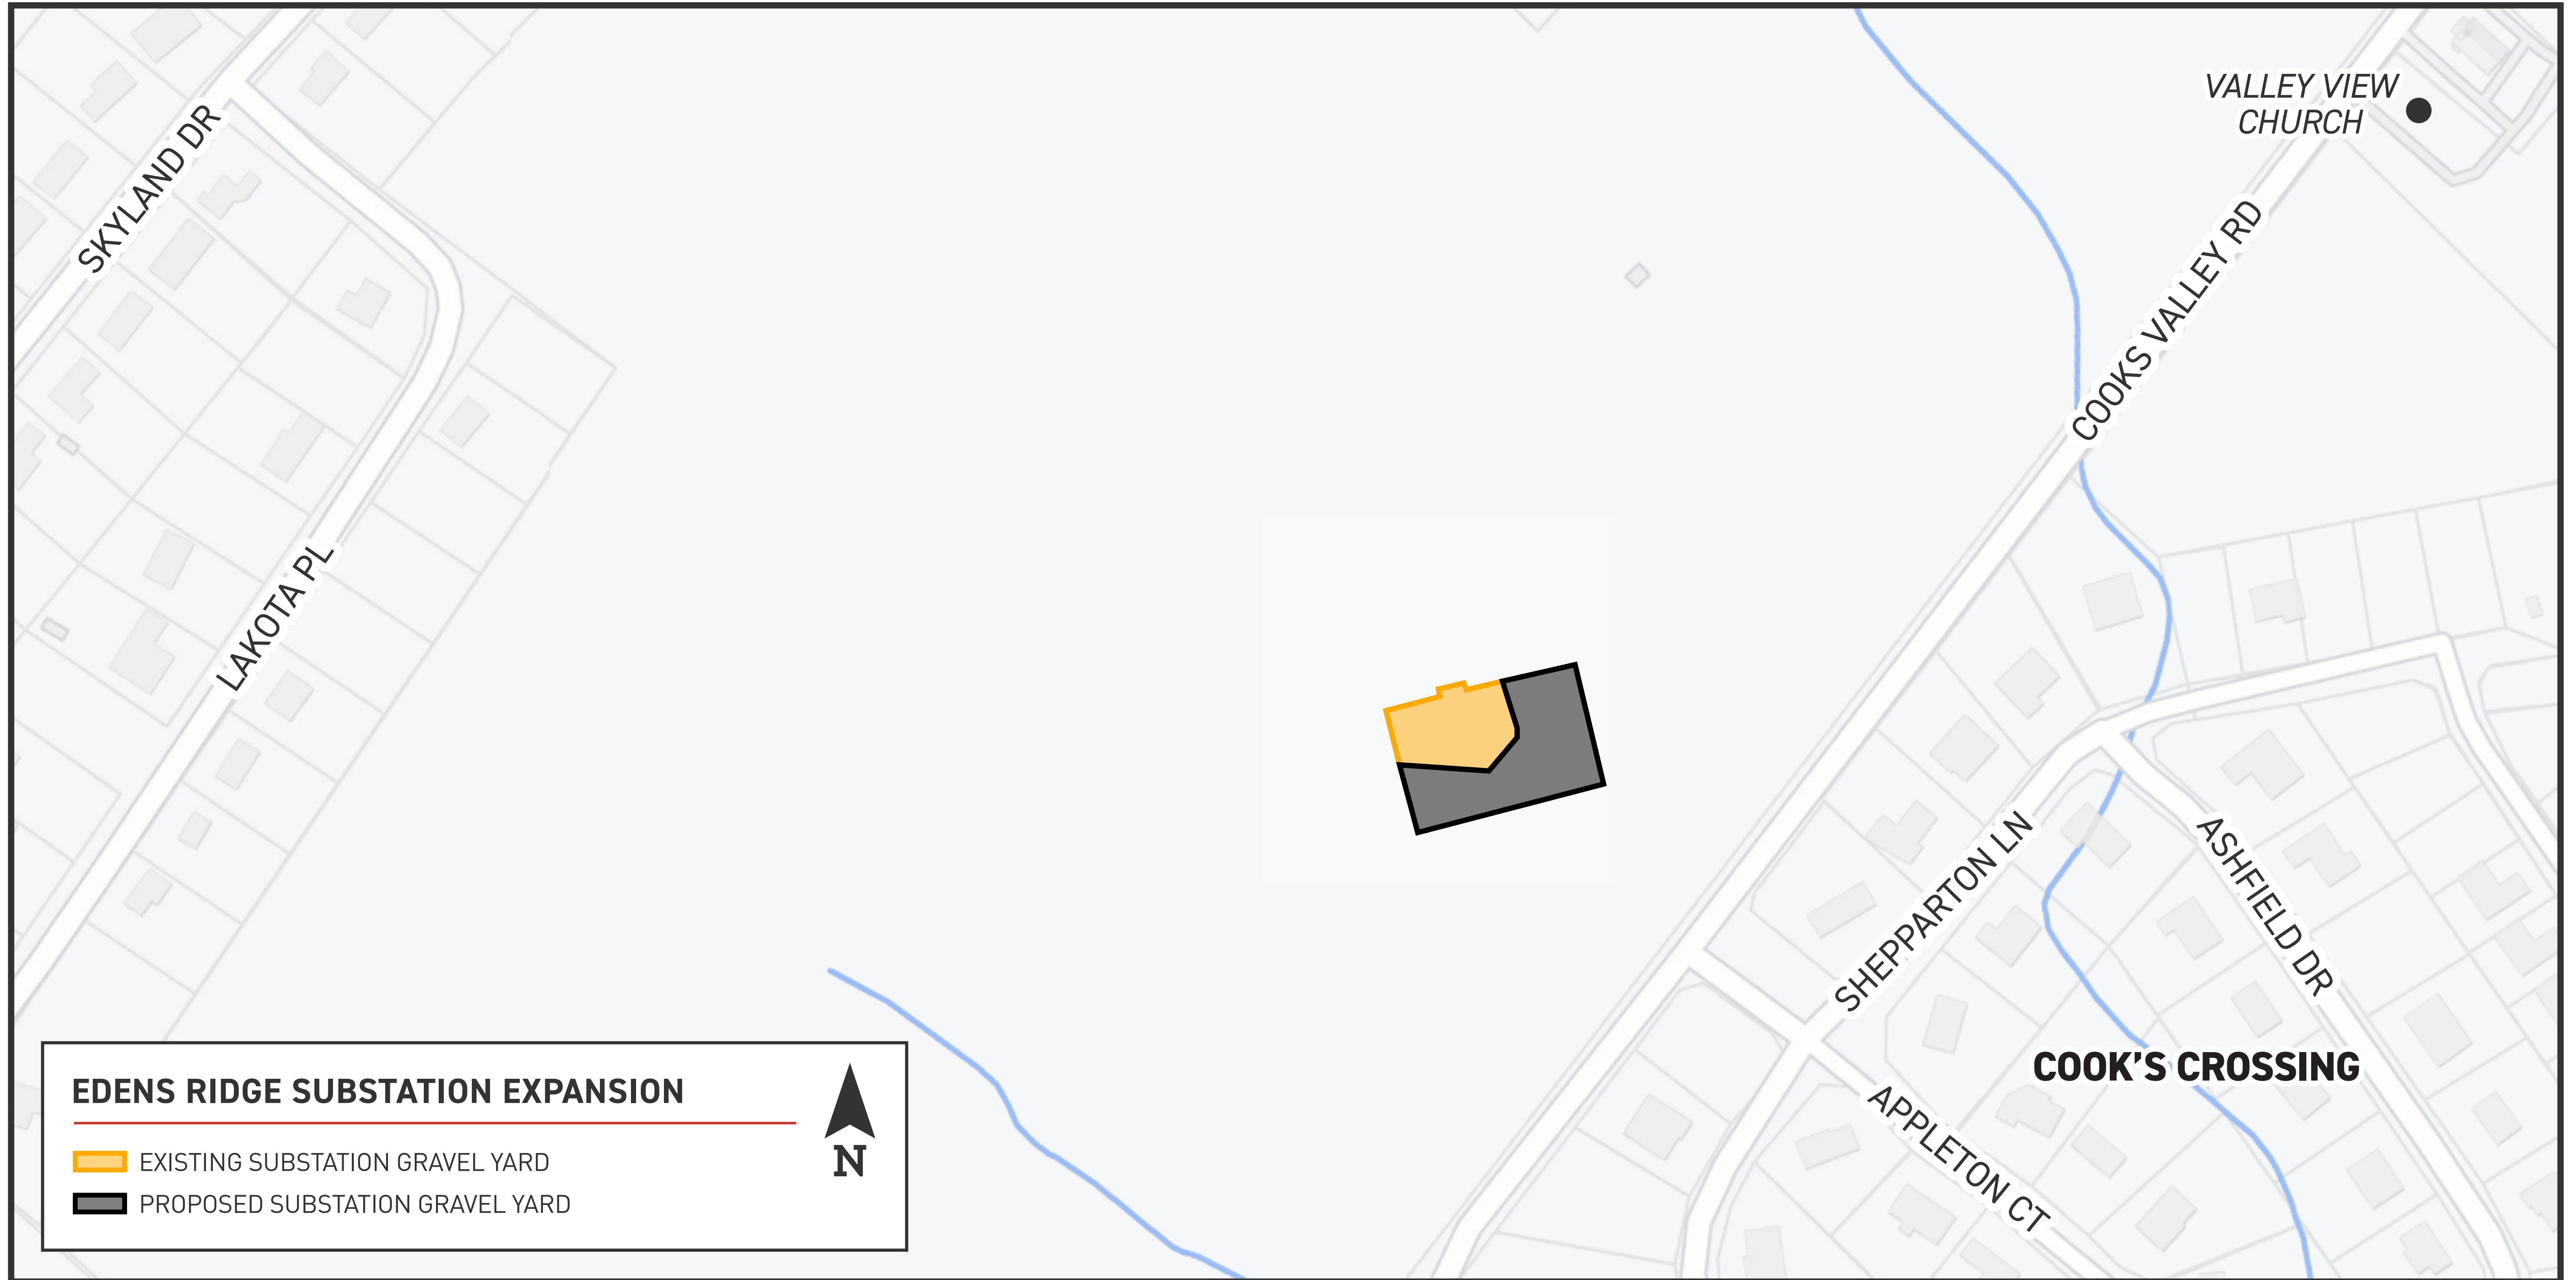 VALLEY VIEW
CHURCH
SKYLAND DR
COOKS VALLEY RD
LAKOTA PL
SHEPPARTON LN
ASHFIELD DR
COOK'S CROSSING
APPLETON CT
EDENS RIDGE SUBSTATION EXPANSION
EXISTING SUBSTATION GRAVEL YARD
PROPOSED SUBSTATION GRAVEL YARD
N